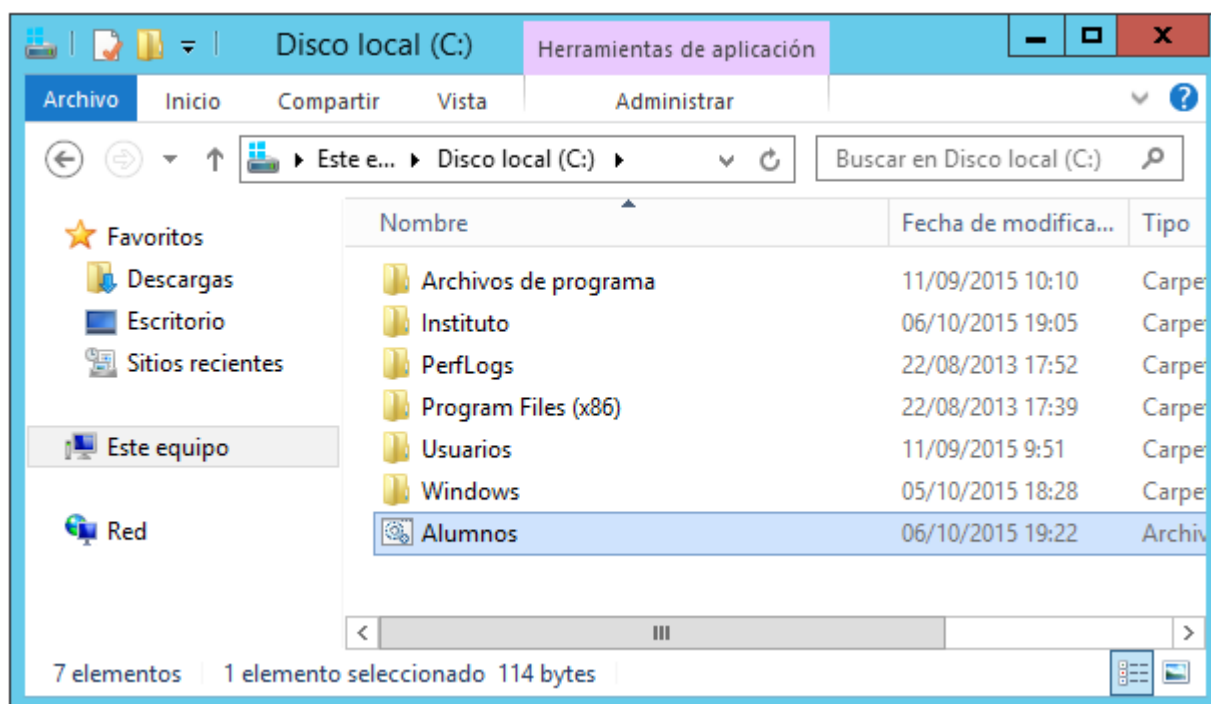 Disco local (C:)
Herramientas de aplicación
Archivo Inicio Compartir Vista Administrar
Este e... Disco local (C:) Buscar en Disco local (C:)
Nombre Fecha de modifica... Tipo
Favoritos
Descargas
Escritorio
Sitios recientes
Este equipo
Red
Archivos de programa 11/09/2015 10:10 Carpe
Instituto 06/10/2015 19:05 Carpe
PerfLogs 22/08/2013 17:52 Carpe
Program Files (x86) 22/08/2013 17:39 Carpe
Usuarios 11/09/2015 9:51 Carpe
Windows 05/10/2015 18:28 Carpe
Alumnos 06/10/2015 19:22 Archiv
7 elementos 1 elemento seleccionado 114 bytes